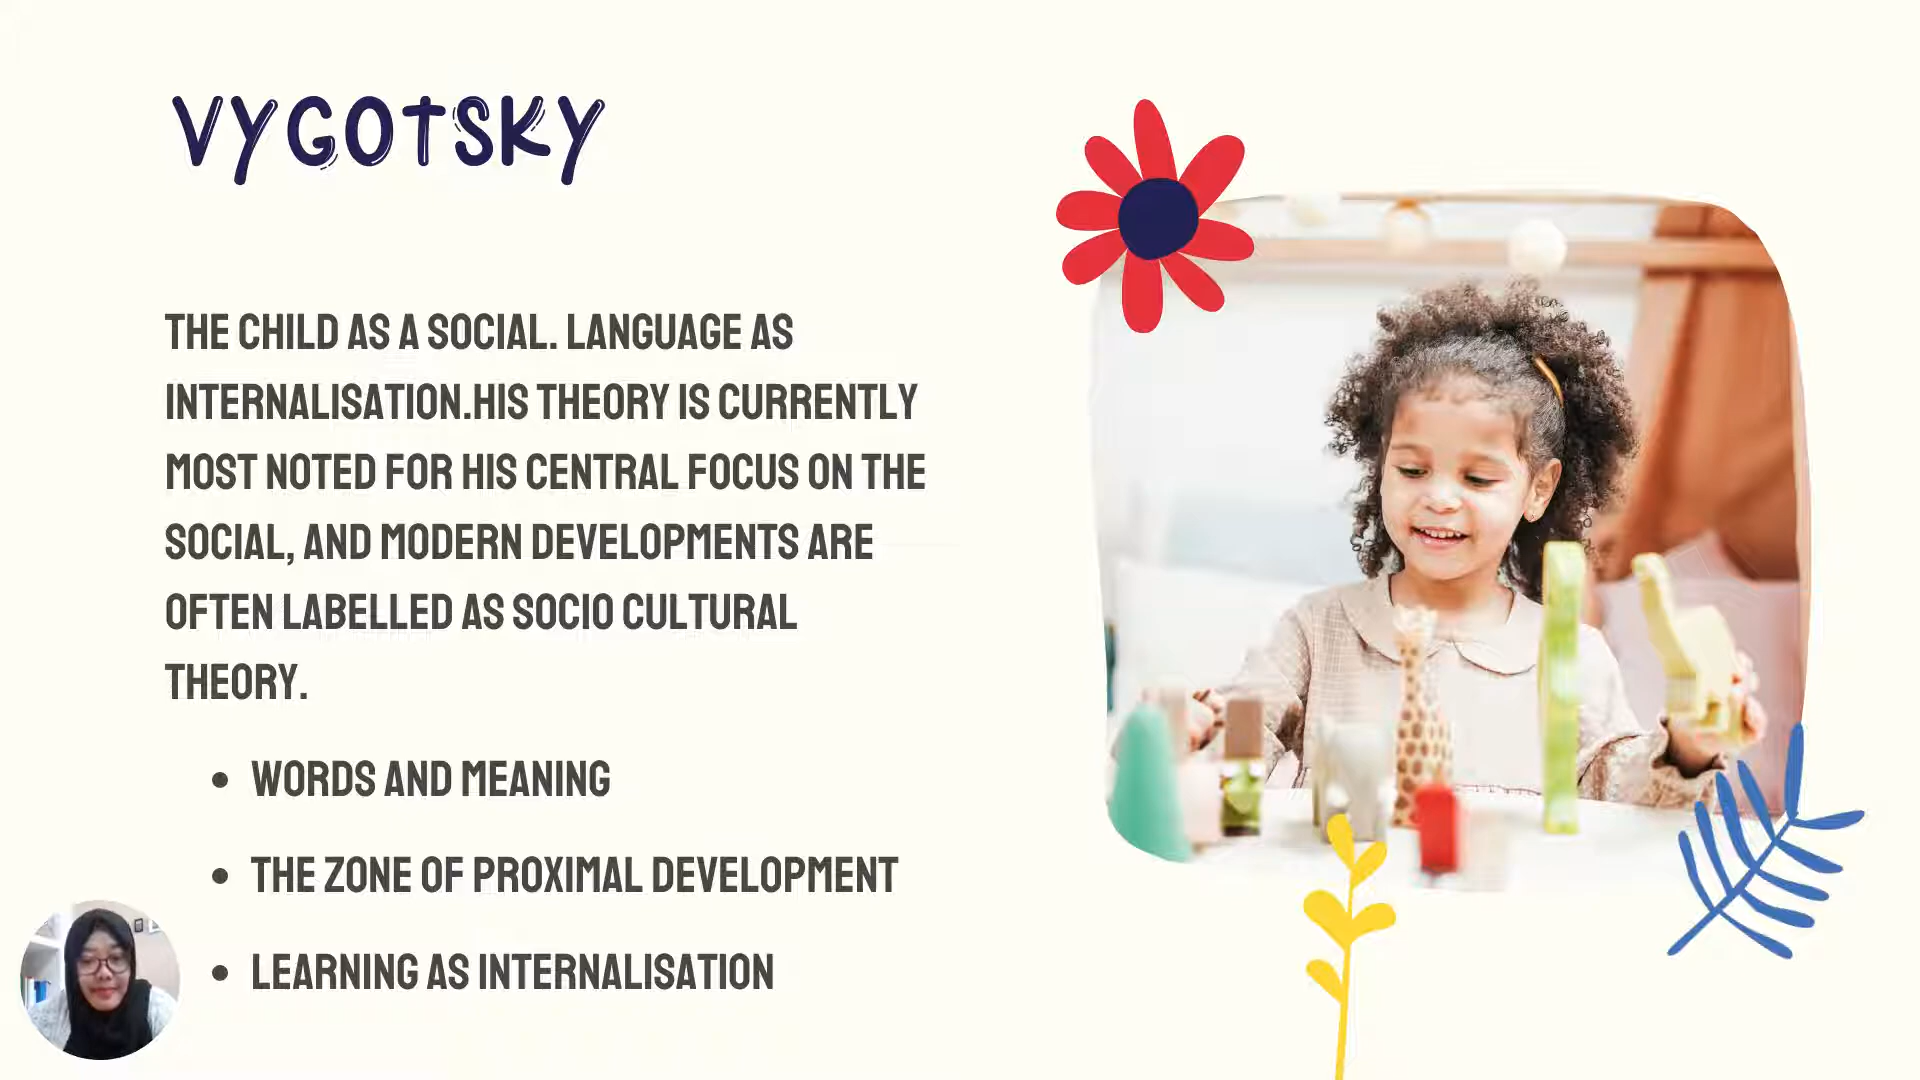 VYGOTSKY
THE CHILD AS A SOCIAL. LANGUAGE AS
INTERNALISATION.HIS THEORY IS CURRENTLY
MOST NOTED FOR HIS CENTRAL FOCUS ON THE
SOCIAL, AND MODERN DEVELOPMENTS ARE
OFTEN LABELLED AS SOCIO CULTURAL
THEORY.
• WORDS AND MEANING
• THE ZONE OF PROXIMAL DEVELOPMENT
• LEARNING AS INTERNALISATION